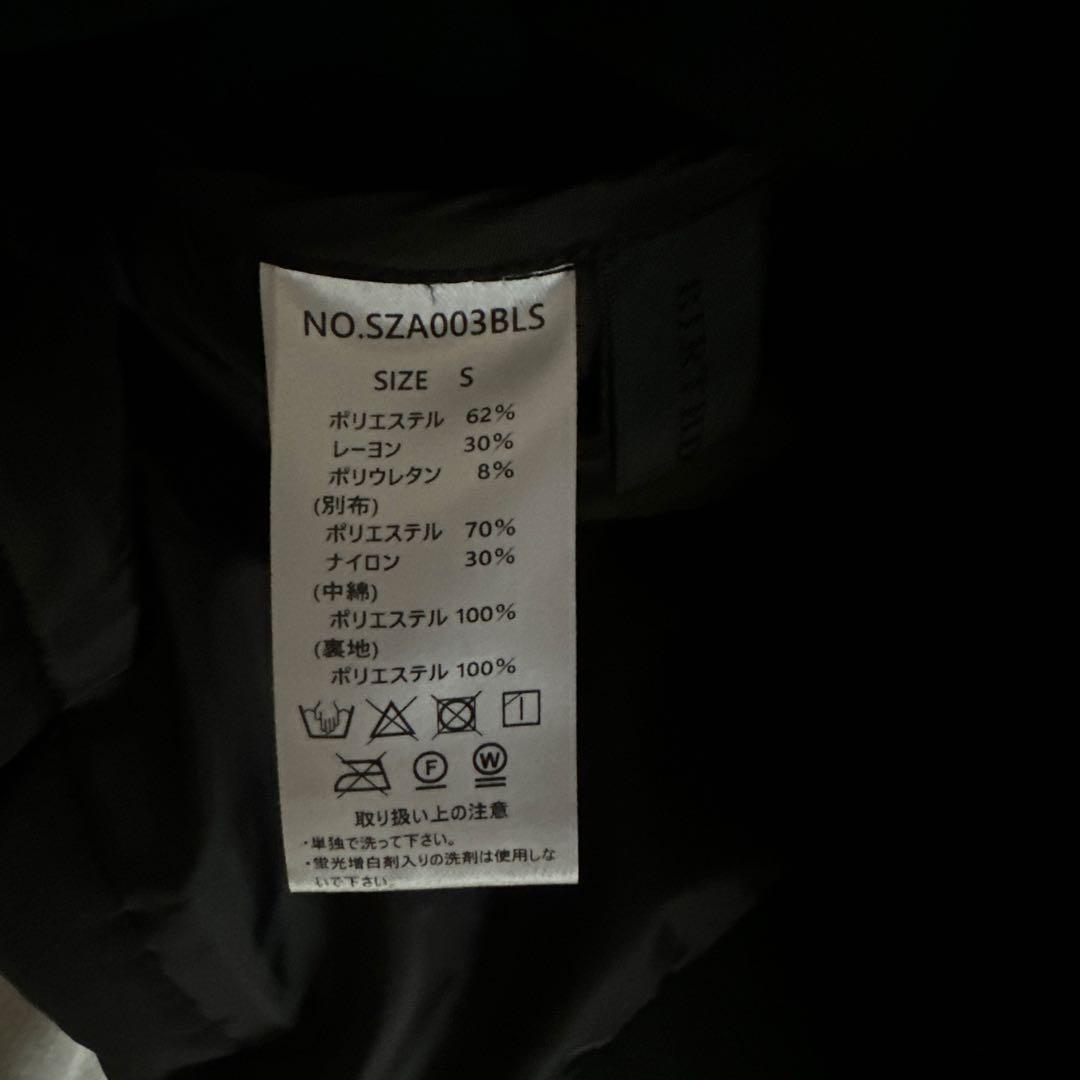 NO.SZA003BLS
SIZE S
ポリエステル 62%
レーヨン 30%
ポリウレタン 8%
(別布)
ポリエステル 70%
ナイロン 30%
(中綿)
ポリエステル 100%
(裏地)
ポリエステル 100%
F W
取り扱い上の注意
・単独で洗って下さい。
・蛍光増白剤入りの洗剤は使用しな
いで下さい。